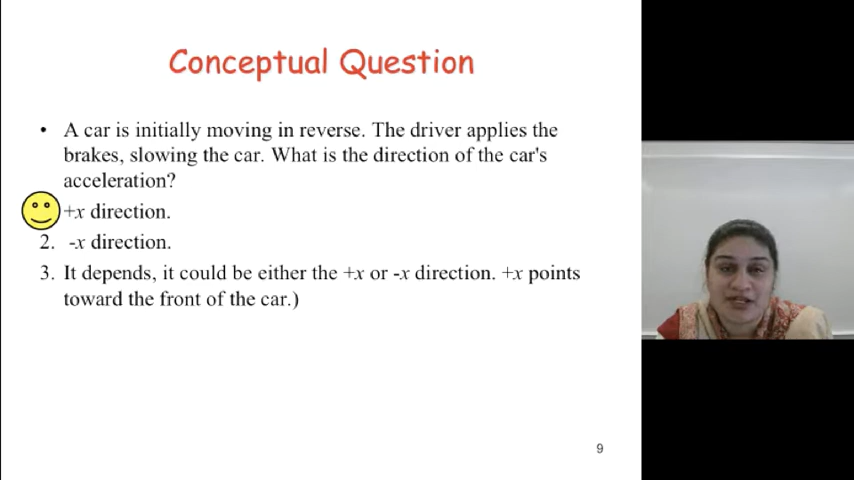 Conceptual Question
• A car is initially moving in reverse. The driver applies the
brakes, slowing the car. What is the direction of the car's
acceleration?
+x direction.
2. -x direction.
3. It depends, it could be either the +x or -x direction. +x points
toward the front of the car.)
9